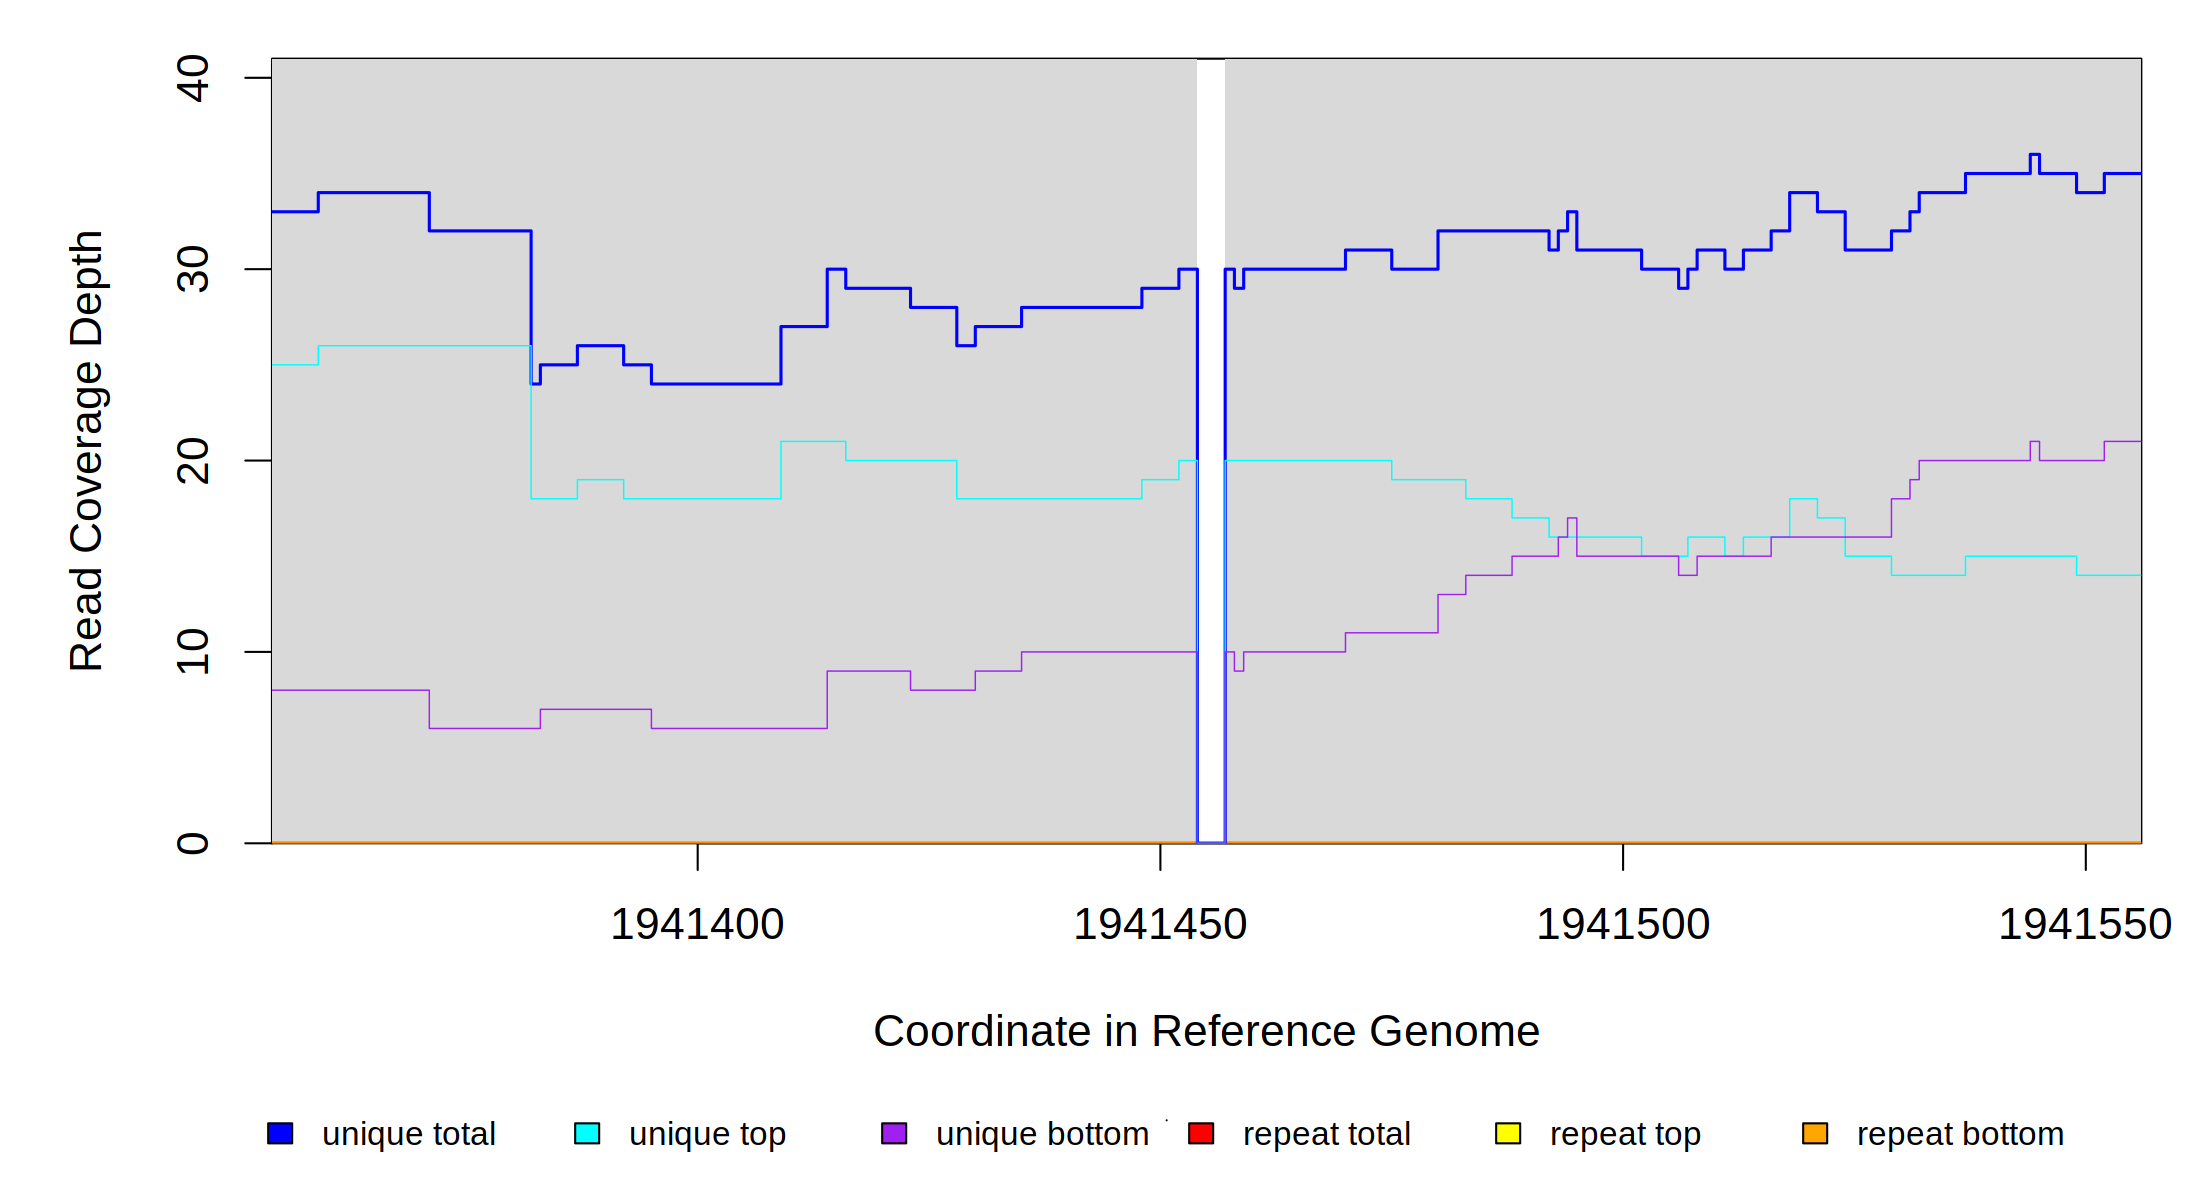 40
30
20
10
0
Read Coverage Depth
1941400 1941450 1941500 1941550
Coordinate in Reference Genome
unique total unique top unique bottom repeat total repeat top repeat bottom